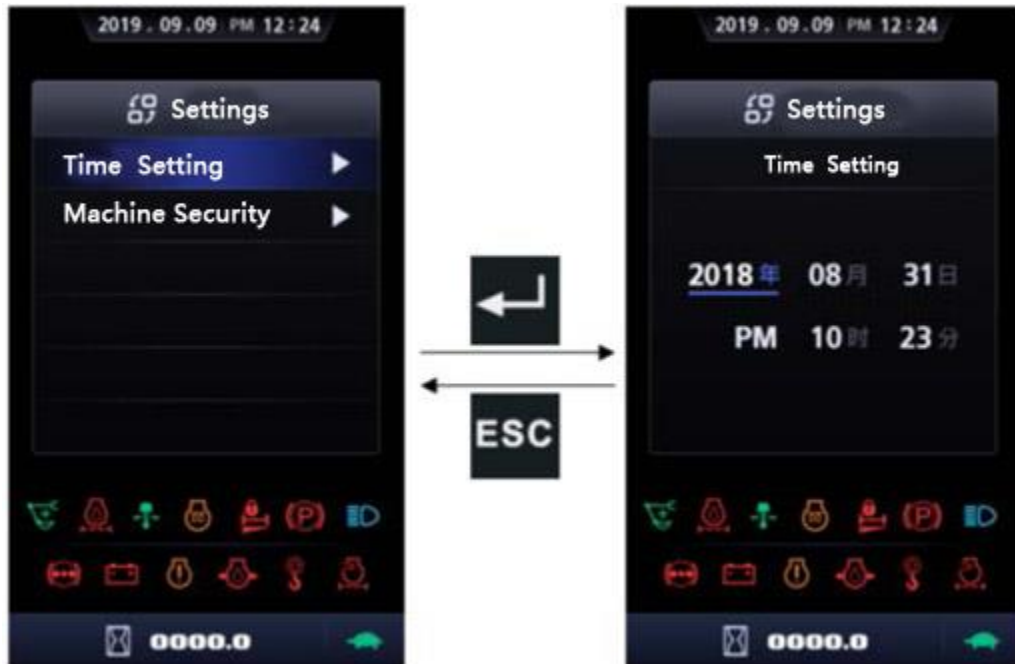 2019 . 09 . 09 PM 12 : 24
Settings
Time Setting
Machine Security
0000.0
ESC
2019 . 09 . 09 PM 12 : 24
Settings
Time Setting
2018 年 08 月 31 日
PM 10 时 23 分
0000.0